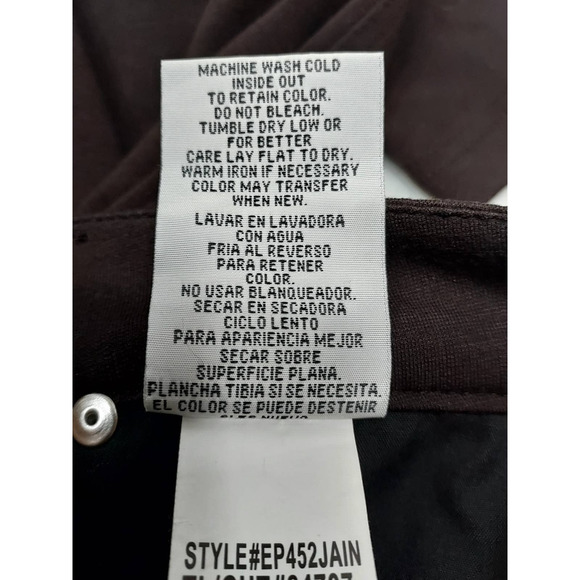 MACHINE WASH COLD
INSIDE OUT
TO RETAIN COLOR.
DO NOT BLEACH.
TUMBLE DRY LOW OR
FOR BETTER
CARE LAY FLAT TO DRY.
WARM IRON IF NECESSARY
COLOR MAY TRANSFER
WHEN NEW.
LAVAR EN LAVADORA
CON AGUA
FRIA AL REVERSO
PARA RETENER
COLOR.
NO USAR BLANQUEADOR.
SECAR EN SECADORA
CICLO LENTO
PARA APARIENCIA MEJOR
SECAR SOBRE
SUPERFICIE PLANA.
PLANCHA TIBIA SI SE NECESITA.
EL COLOR SE PUEDE DESTENIR
STYLE#EP452JAIN